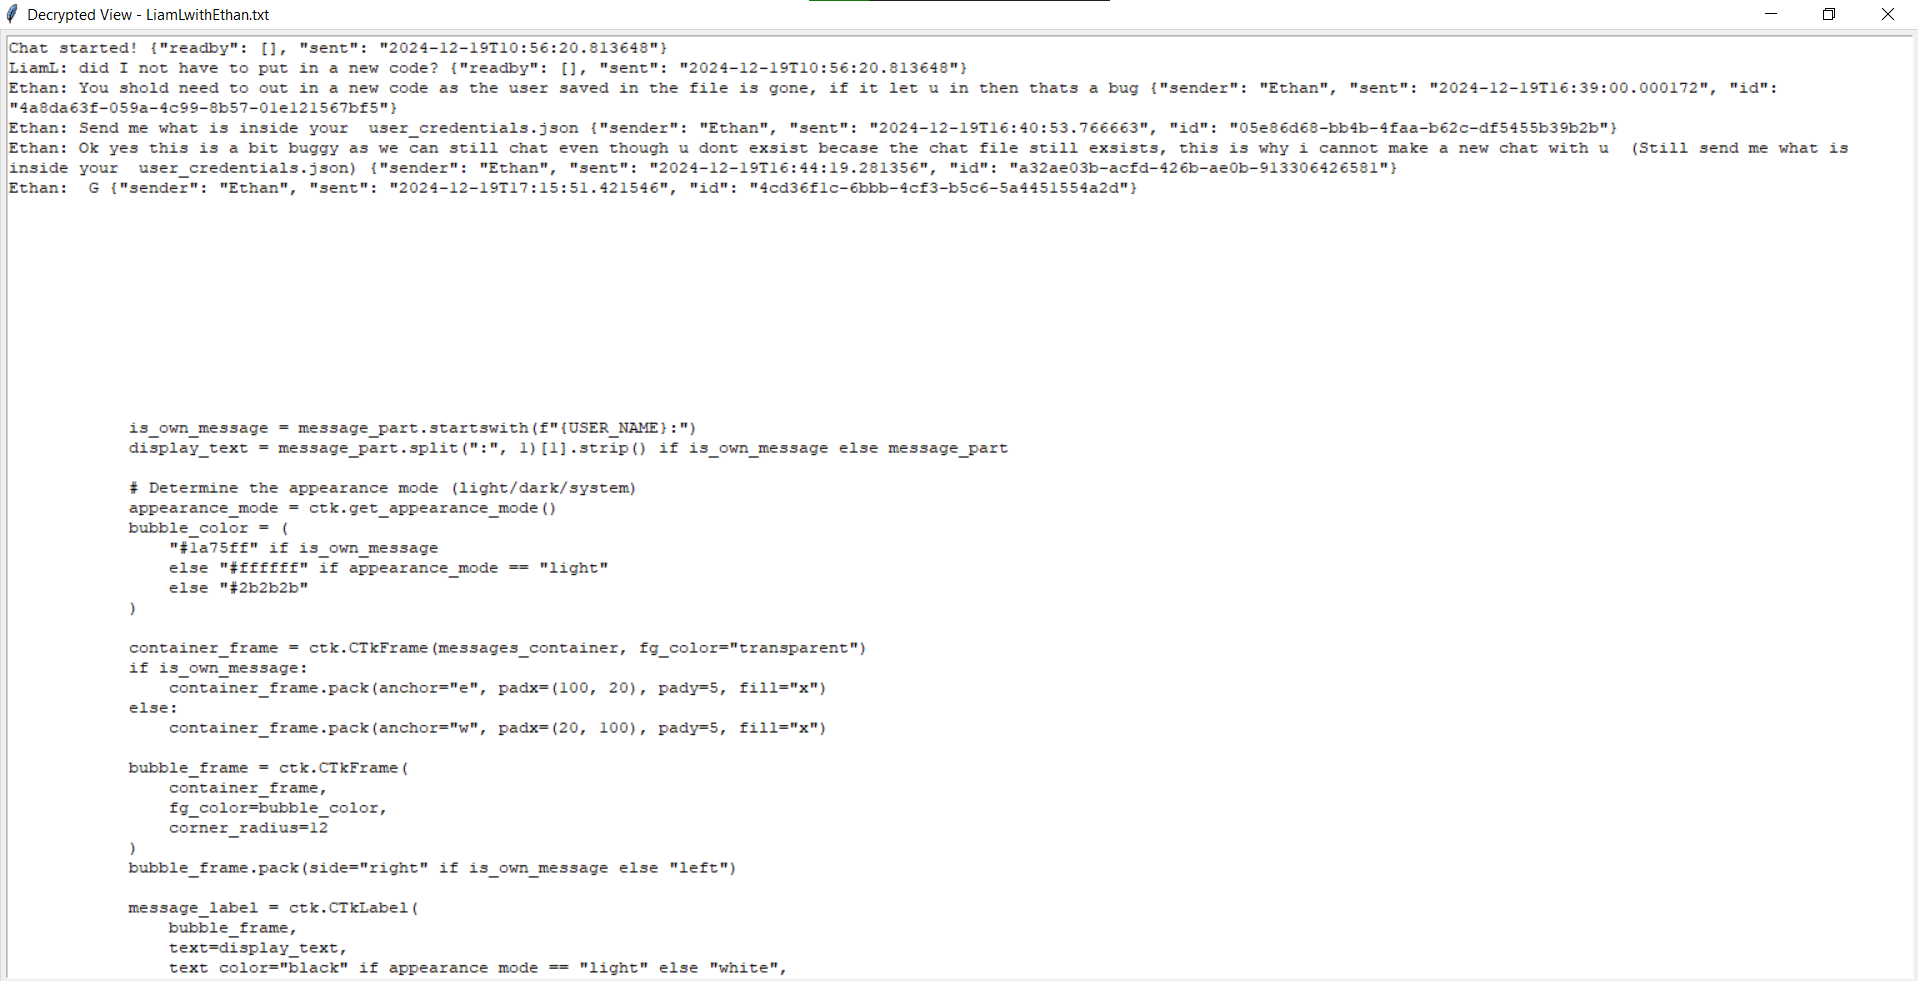 Decrypted View - LiamLwithEthan.txt
Chat started! {"readby": [], "sent": "2024-12-19T10:56:20.813648"}
LiamL: did I not have to put in a new code? {"readby": [], "sent": "2024-12-19T10:56:20.813648"}
Ethan: You shold need to out in a new code as the user saved in the file is gone, if it let u in then thats a bug {"sender": "Ethan", "sent": "2024-12-19T16:39:00.000172", "id":
"4a8da63f-059a-4c99-8b57-01e121567bf5"}
Ethan: Send me what is inside your  user_credentials.json {"sender": "Ethan", "sent": "2024-12-19T16:40:53.766663", "id": "05e86d68-bb4b-4faa-b62c-df5455b39b2b"}
Ethan: Ok yes this is a bit buggy as we can still chat even though u dont exsist becase the chat file still exsists, this is why i cannot make a new chat with u  (Still send me what is
inside your  user_credentials.json) {"sender": "Ethan", "sent": "2024-12-19T16:44:19.281356", "id": "a32ae03b-acfd-426b-ae0b-913306426581"}
Ethan:  G {"sender": "Ethan", "sent": "2024-12-19T17:15:51.421546", "id": "4cd36f1c-6bbb-4cf3-b5c6-5a4451554a2d"}
            is_own_message = message_part.startswith(f"{USER_NAME}:")
            display_text = message_part.split(":", 1)[1].strip() if is_own_message else message_part
            # Determine the appearance mode (light/dark/system)
            appearance_mode = ctk.get_appearance_mode()
            bubble_color = (
                "#1a75ff" if is_own_message
                else "#ffffff" if appearance_mode == "light"
                else "#2b2b2b"
            )
            container_frame = ctk.CTkFrame(messages_container, fg_color="transparent")
            if is_own_message:
                container_frame.pack(anchor="e", padx=(100, 20), pady=5, fill="x")
            else:
                container_frame.pack(anchor="w", padx=(20, 100), pady=5, fill="x")
            bubble_frame = ctk.CTkFrame(
                container_frame,
                fg_color=bubble_color,
                corner_radius=12
            )
            bubble_frame.pack(side="right" if is_own_message else "left")
            message_label = ctk.CTkLabel(
                bubble_frame,
                text=display_text,
                text_color="black" if appearance_mode == "light" else "white",